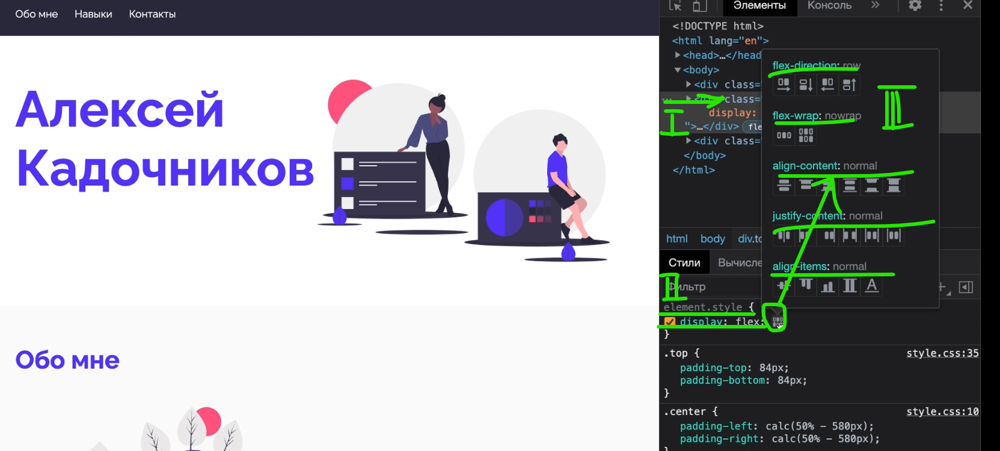 Обо мне Навыки Контакты
Алексей
Кадочников
Обо мне
Элементы Консоль »
<!DOCTYPE html>
<html lang="en">
▶<head>…</head
▼<body>
▶<div class=
… ▶<div class=
display:
">…</div> fle
▶<div class=
</body>
</html>
html body div.to
Стили Вычисле
Фильтр
element.style {
display: flex;
}
.top { style.css:35
padding-top: 84px;
padding-bottom: 84px;
}
.center { style.css:10
padding-left: calc(50% - 580px);
padding-right: calc(50% - 580px);
}
flex-direction: row
flex-wrap: nowrap
align-content: normal
justify-content: normal
align-items: normal
I
II
III